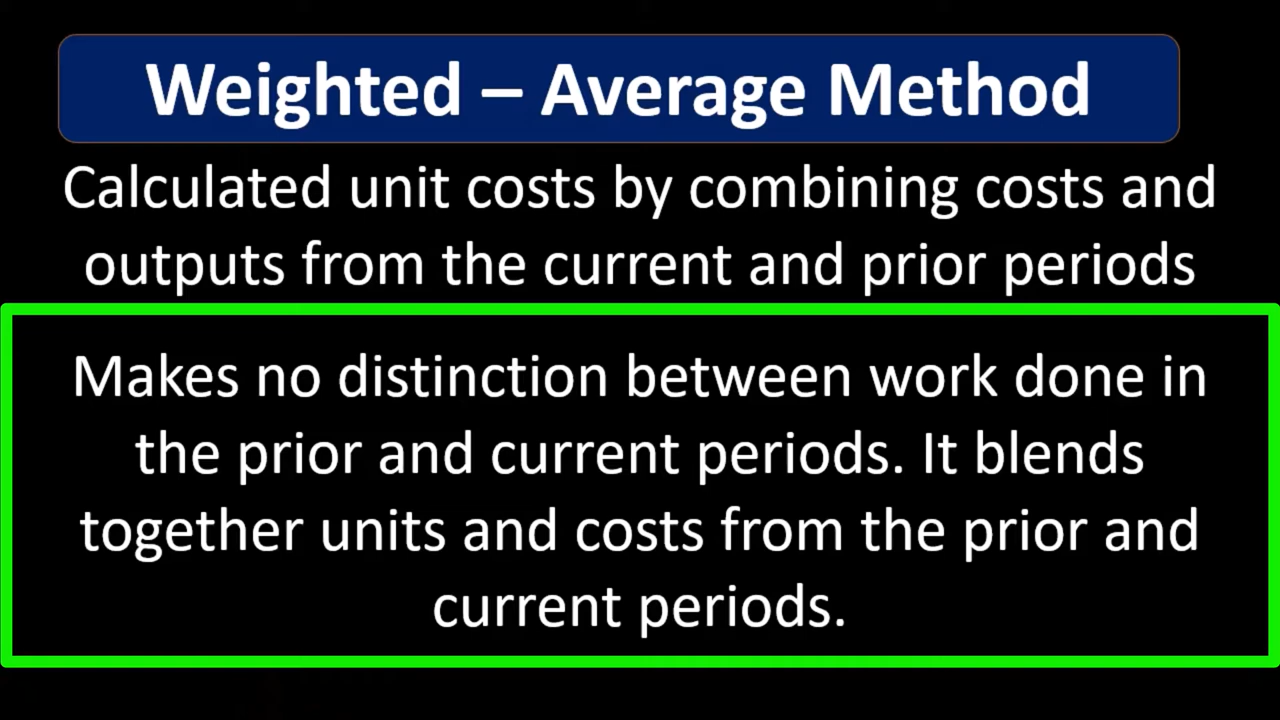 Weighted – Average Method
Calculated unit costs by combining costs and
outputs from the current and prior periods
Makes no distinction between work done in
the prior and current periods. It blends
together units and costs from the prior and
current periods.